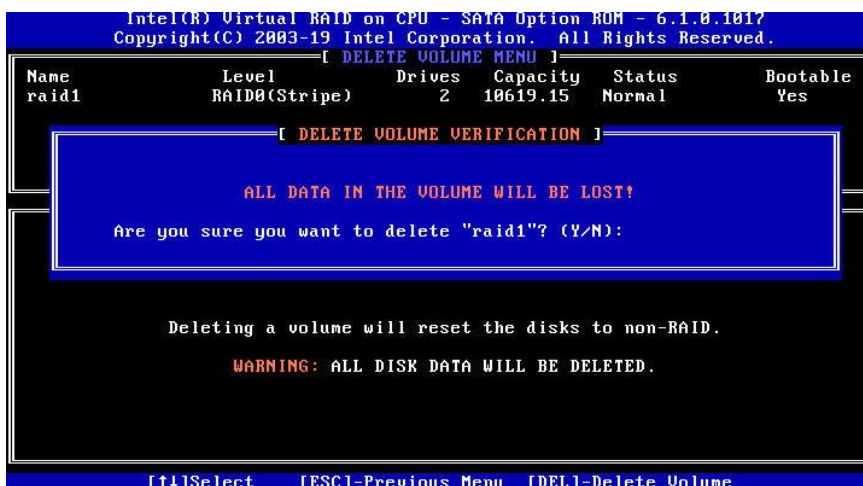 Intel(R) Virtual RAID on CPU - SATA Option ROM - 6.1.0.1017
Copyright(C) 2003-19 Intel Corporation. All Rights Reserved.
[ DELETE VOLUME MENU ]
Name Level Drives Capacity Status Bootable
raid1 RAID0(Stripe) 2 10619.15 Normal Yes
[ DELETE VOLUME VERIFICATION ]
ALL DATA IN THE VOLUME WILL BE LOST!
Are you sure you want to delete "raid1"? (Y/N):
Deleting a volume will reset the disks to non-RAID.
WARNING: ALL DISK DATA WILL BE DELETED.
[↑↓]Select [ESC]-Previous Menu [DEL]-Delete Volume